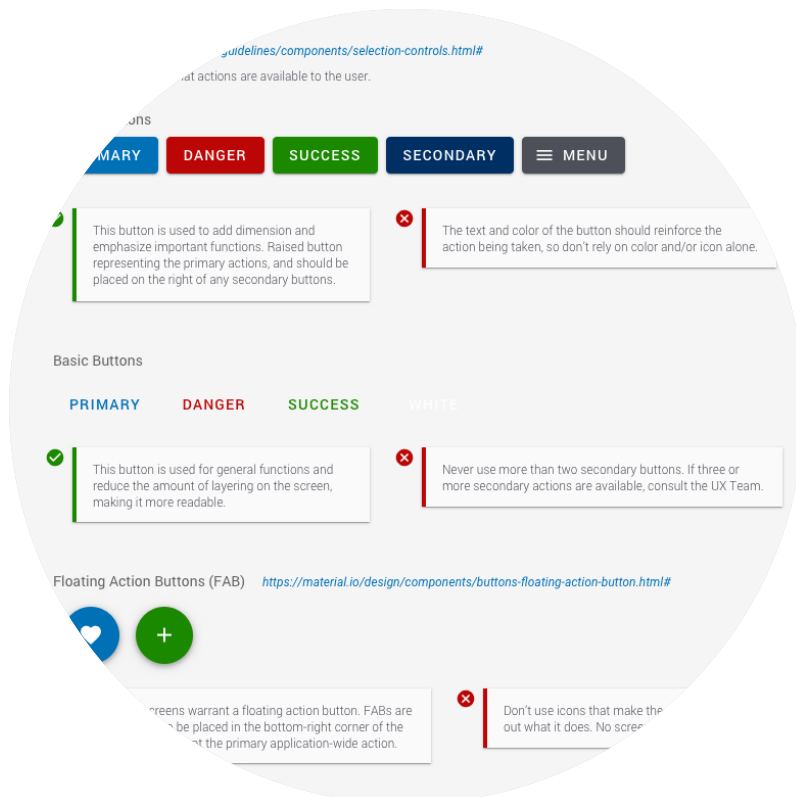 guidelines/components/selection-controls.html#
actions are available to the user.
DANGER SUCCESS SECONDARY MENU
This button is used to add dimension and
emphasize important functions. Raised button
representing the primary actions, and should be
placed on the right of any secondary buttons.
The text and color of the button should reinforce the
action being taken, so don't rely on color and/or icon alone.
Basic Buttons
PRIMARY DANGER SUCCESS WHITE
This button is used for general functions and
reduce the amount of layering on the screen,
making it more readable.
Never use more than two secondary buttons. If three or
more secondary actions are available, consult the UX Team.
Floating Action Buttons (FAB) https://material.io/design/components/buttons-floating-action-button.html#
warrant a floating action button. FABs are
be placed in the bottom-right corner of the
the primary application-wide action.
Don't use icons that make the
out what it does. No